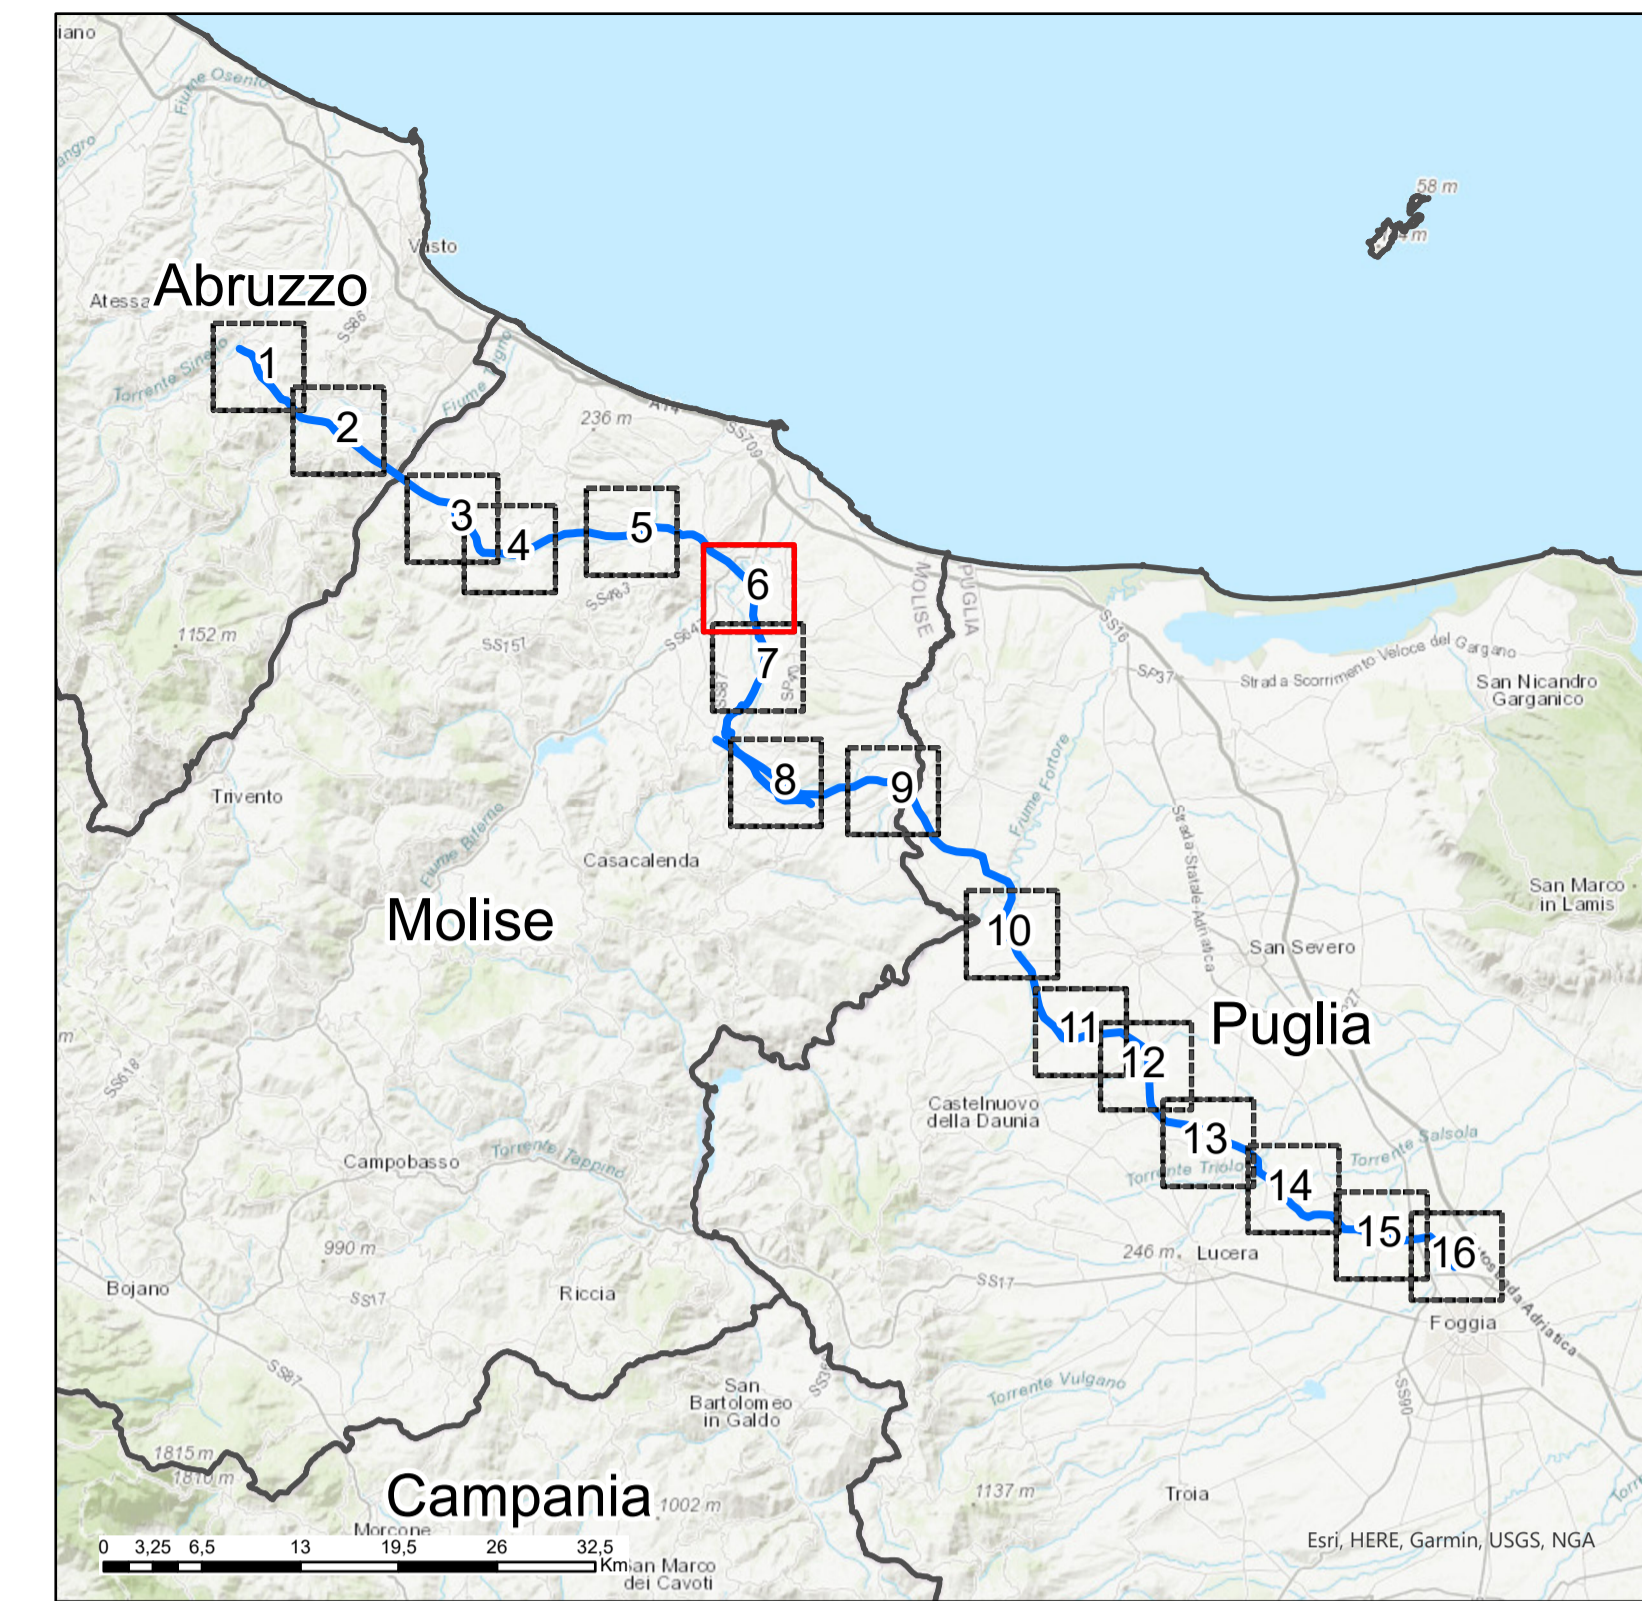 iano
Fiume Osento
angro
58 m
Vasto
Atessa
Abruzzo
SS86
Torrente Sinello
1
2
Fiume Trigno
236 m
A14
SS709
3
4
5
6
SS483
1152 m
SS157
SS647
MOLISE
PUGLIA
SS16
SP37
Strada Scorrimento Veloce del Gargano
San Nicandro
Garganico
7
SS87
SP40
8
9
Trivento
Fiume Biferno
Fiume Fortore
Casacalenda
Strada Statale Adriatica
San Marco
in Lamis
Molise
10
San Severo
m
11
Puglia
12
SS618
Castelnuovo
della Daunia
13
Torrente Salsola
Campobasso
Torrente Tappino
Torrente Triolo
14
15
16
990 m
246 m
Lucera
Bojano
SS17
Riccia
SS17
Foggia
SS87
San
Bartolomeo
in Galdo
Torrente Vulgano
SS90
1815 m
1810 m
Campania
1002 m
1137 m
Troia
Morcone
Esri, HERE, Garmin, USGS, NGA
0 3,25 6,5 13 19,5 26 32,5
Km
San Marco
dei Cavoti